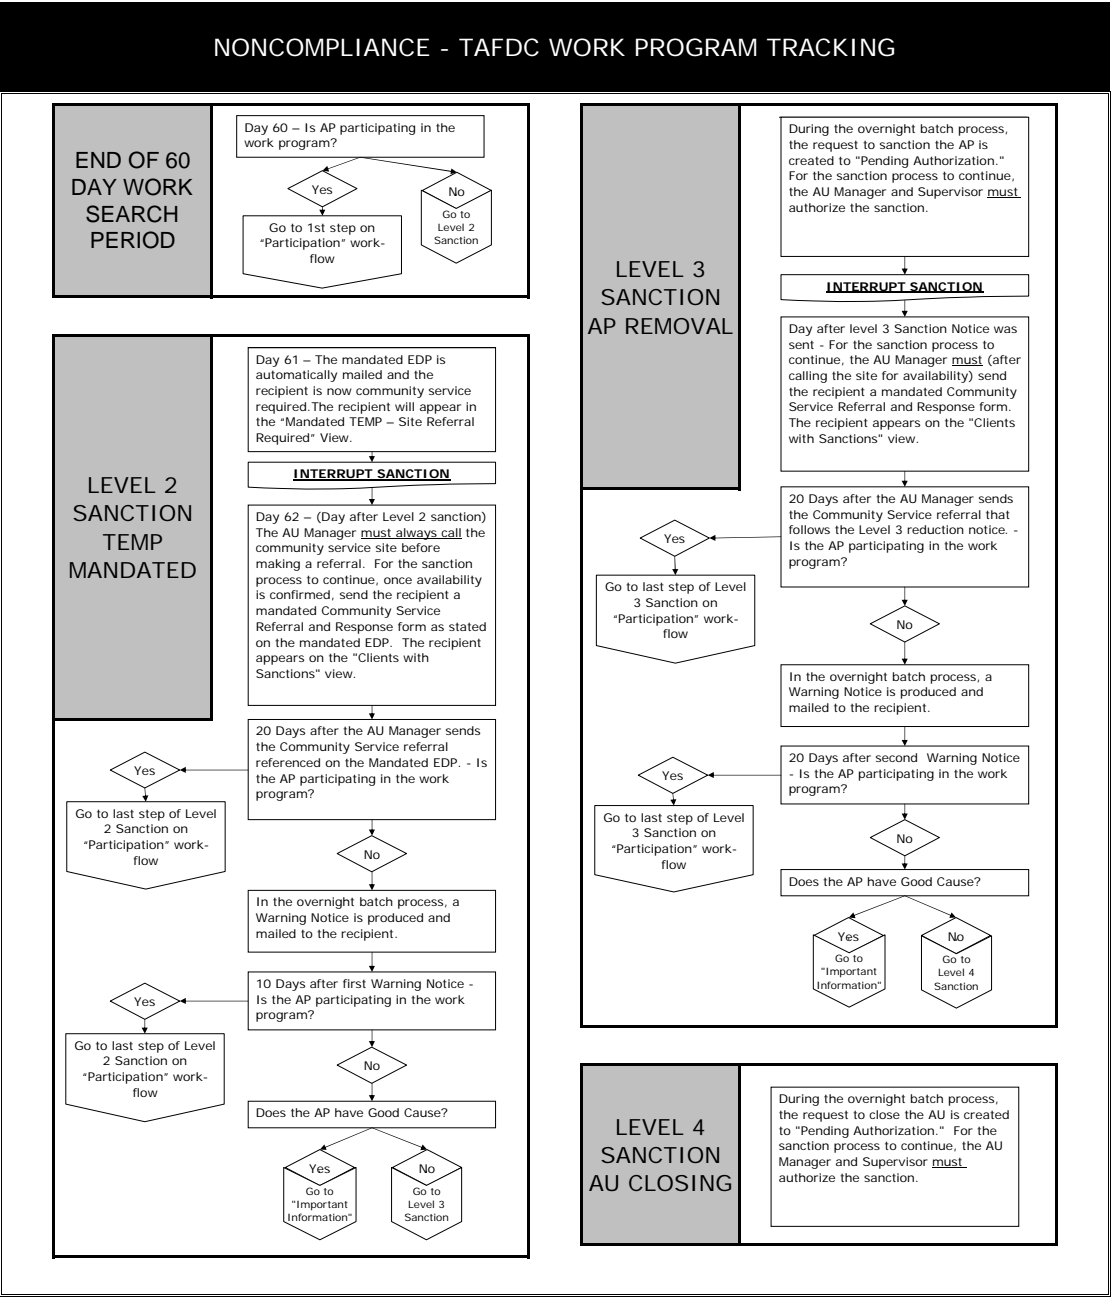 NONCOMPLIANCE - TAFDC WORK PROGRAM TRACKING
END OF 60
DAY WORK
SEARCH
PERIOD
Day 60 – Is AP participating in the
work program?
Yes
No
Go to 1st step on
"Participation" work-
flow
Go to
Level 2
Sanction
LEVEL 2
SANCTION
TEMP
MANDATED
Day 61 – The mandated EDP is
automatically mailed and the
recipient is now community service
required.The recipient will appear in
the "Mandated TEMP – Site Referral
Required" View.
INTERRUPT SANCTION
Day 62 – (Day after Level 2 sanction)
The AU Manager must always call the
community service site before
making a referral. For the sanction
process to continue, once availability
is confirmed, send the recipient a
mandated Community Service
Referral and Response form as stated
on the mandated EDP. The recipient
appears on the "Clients with
Sanctions" view.
20 Days after the AU Manager sends
the Community Service referral
referenced on the Mandated EDP. - Is
the AP participating in the work
program?
Yes
Go to last step of Level
2 Sanction on
"Participation" work-
flow
No
In the overnight batch process, a
Warning Notice is produced and
mailed to the recipient.
10 Days after first Warning Notice -
Is the AP participating in the work
program?
Yes
Go to last step of Level
2 Sanction on
"Participation" work-
flow
No
Does the AP have Good Cause?
Yes
Go to
"Important
Information"
No
Go to
Level 3
Sanction
LEVEL 3
SANCTION
AP REMOVAL
During the overnight batch process,
the request to sanction the AP is
created to "Pending Authorization."
For the sanction process to continue,
the AU Manager and Supervisor must
authorize the sanction.
INTERRUPT SANCTION
Day after level 3 Sanction Notice was
sent - For the sanction process to
continue, the AU Manager must (after
calling the site for availability) send
the recipient a mandated Community
Service Referral and Response form.
The recipient appears on the "Clients
with Sanctions" view.
20 Days after the AU Manager sends
the Community Service referral that
follows the Level 3 reduction notice. -
Is the AP participating in the work
program?
Yes
Go to last step of Level
3 Sanction on
"Participation" work-
flow
No
In the overnight batch process, a
Warning Notice is produced and
mailed to the recipient.
20 Days after second Warning Notice
- Is the AP participating in the work
program?
Yes
Go to last step of Level
3 Sanction on
"Participation" work-
flow
No
Does the AP have Good Cause?
Yes
Go to
"Important
Information"
No
Go to
Level 4
Sanction
LEVEL 4
SANCTION
AU CLOSING
During the overnight batch process,
the request to close the AU is created
to "Pending Authorization." For the
sanction process to continue, the AU
Manager and Supervisor must
authorize the sanction.